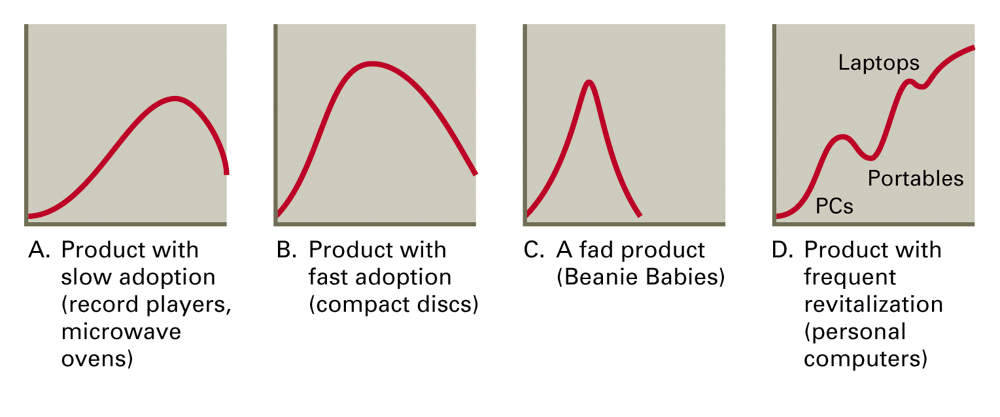 Laptops
Portables
PCs
A. Product with
slow adoption
(record players,
microwave
ovens)
B. Product with
fast adoption
(compact discs)
C. A fad product
(Beanie Babies)
D. Product with
frequent
revitalization
(personal
computers)